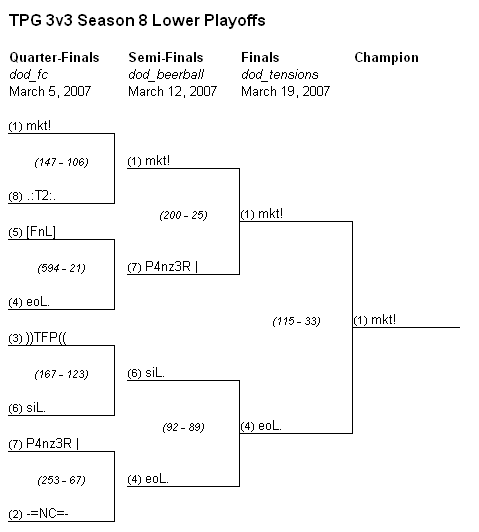 TPG 3v3 Season 8 Lower Playoffs
Quarter-Finals
dod_fc
March 5, 2007
Semi-Finals
dod_beerball
March 12, 2007
Finals
dod_tensions
March 19, 2007
Champion
(1) mkt!
(147 - 106)
(8) .:T2:.
(5) [FnL]
(594 - 21)
(4) eoL.
(3) ))TFP((
(167 - 123)
(6) siL.
(7) P4nz3R |
(253 - 67)
(2) -=NC=-
(1) mkt!
(200 - 25)
(7) P4nz3R |
(6) siL.
(92 - 89)
(4) eoL.
(1) mkt!
(115 - 33)
(4) eoL.
(1) mkt!